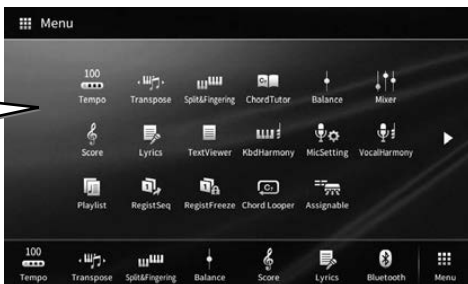 Menu
100
Tempo
Transpose
Split&Fingering
ChordTutor
Balance
Mixer
Score
Lyrics
TextViewer
KbdHarmony
MicSetting
VocalHarmony
Playlist
RegistSeq
RegistFreeze
Chord Looper
Assignable
100
Tempo
Transpose
Split&Fingering
Balance
Score
Lyrics
Bluetooth
Menu